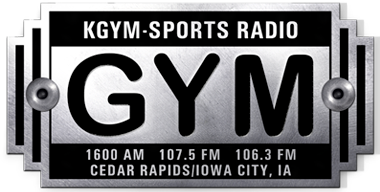 KGYM-SPORTS RADIO
GYM
1600 AM 107.5 FM 106.3 FM
CEDAR RAPIDS/IOWA CITY, IA